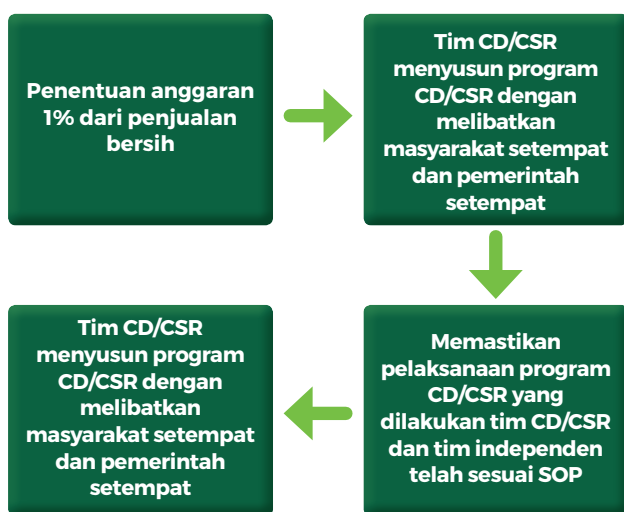 Penentuan anggaran
1% dari penjualan
bersih
Tim CD/CSR
menyusun program
CD/CSR dengan
melibatkan
masyarakat setempat
dan pemerintah
setempat
Memastikan
pelaksanaan program
CD/CSR yang
dilakukan tim CD/CSR
dan tim independen
telah sesuai SOP
Tim CD/CSR
menyusun program
CD/CSR dengan
melibatkan
masyarakat setempat
dan pemerintah
setempat